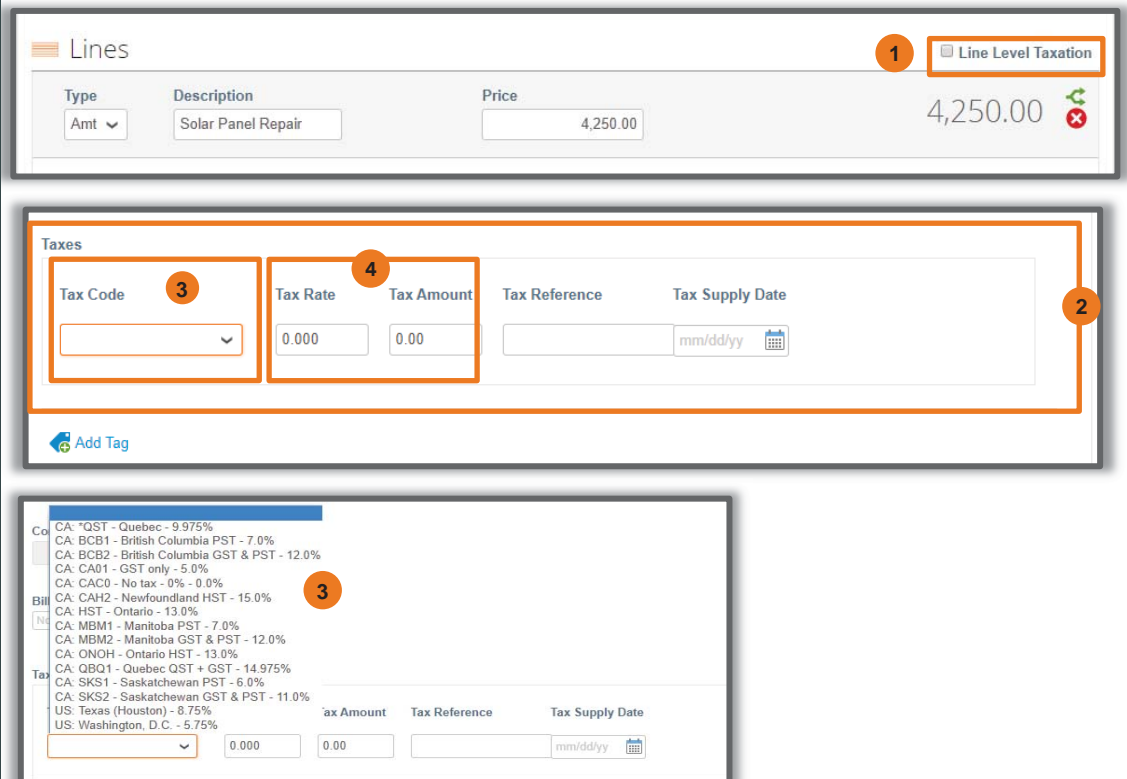 Lines
1
Line Level Taxation
Type Description Price
Amt Solar Panel Repair 4,250.00
4,250.00
Taxes
3
4
Tax Code Tax Rate Tax Amount Tax Reference Tax Supply Date
2
0.000 0.00 mm/dd/yy
Add Tag
Co
CA: *QST - Quebec - 9.975%
CA: BCB1 - British Columbia PST - 7.0%
CA: BCB2 - British Columbia GST & PST - 12.0%
CA: CA01 - GST only - 5.0%
CA: CAC0 - No tax - 0% - 0.0%
3
Bil
CA: CAH2 - Newfoundland HST - 15.0%
CA: HST - Ontario - 13.0%
No
CA: MBM1 - Manitoba PST - 7.0%
CA: MBM2 - Manitoba GST & PST - 12.0%
CA: ONOH - Ontario HST - 13.0%
CA: QBQ1 - Quebec QST + GST - 14.975%
Tax
CA: SKS1 - Saskatchewan PST - 6.0%
CA: SKS2 - Saskatchewan GST & PST - 11.0%
US: Texas (Houston) - 8.75%
US: Washington, D.C. - 5.75%
ax Amount Tax Reference Tax Supply Date
0.000 0.00 mm/dd/yy